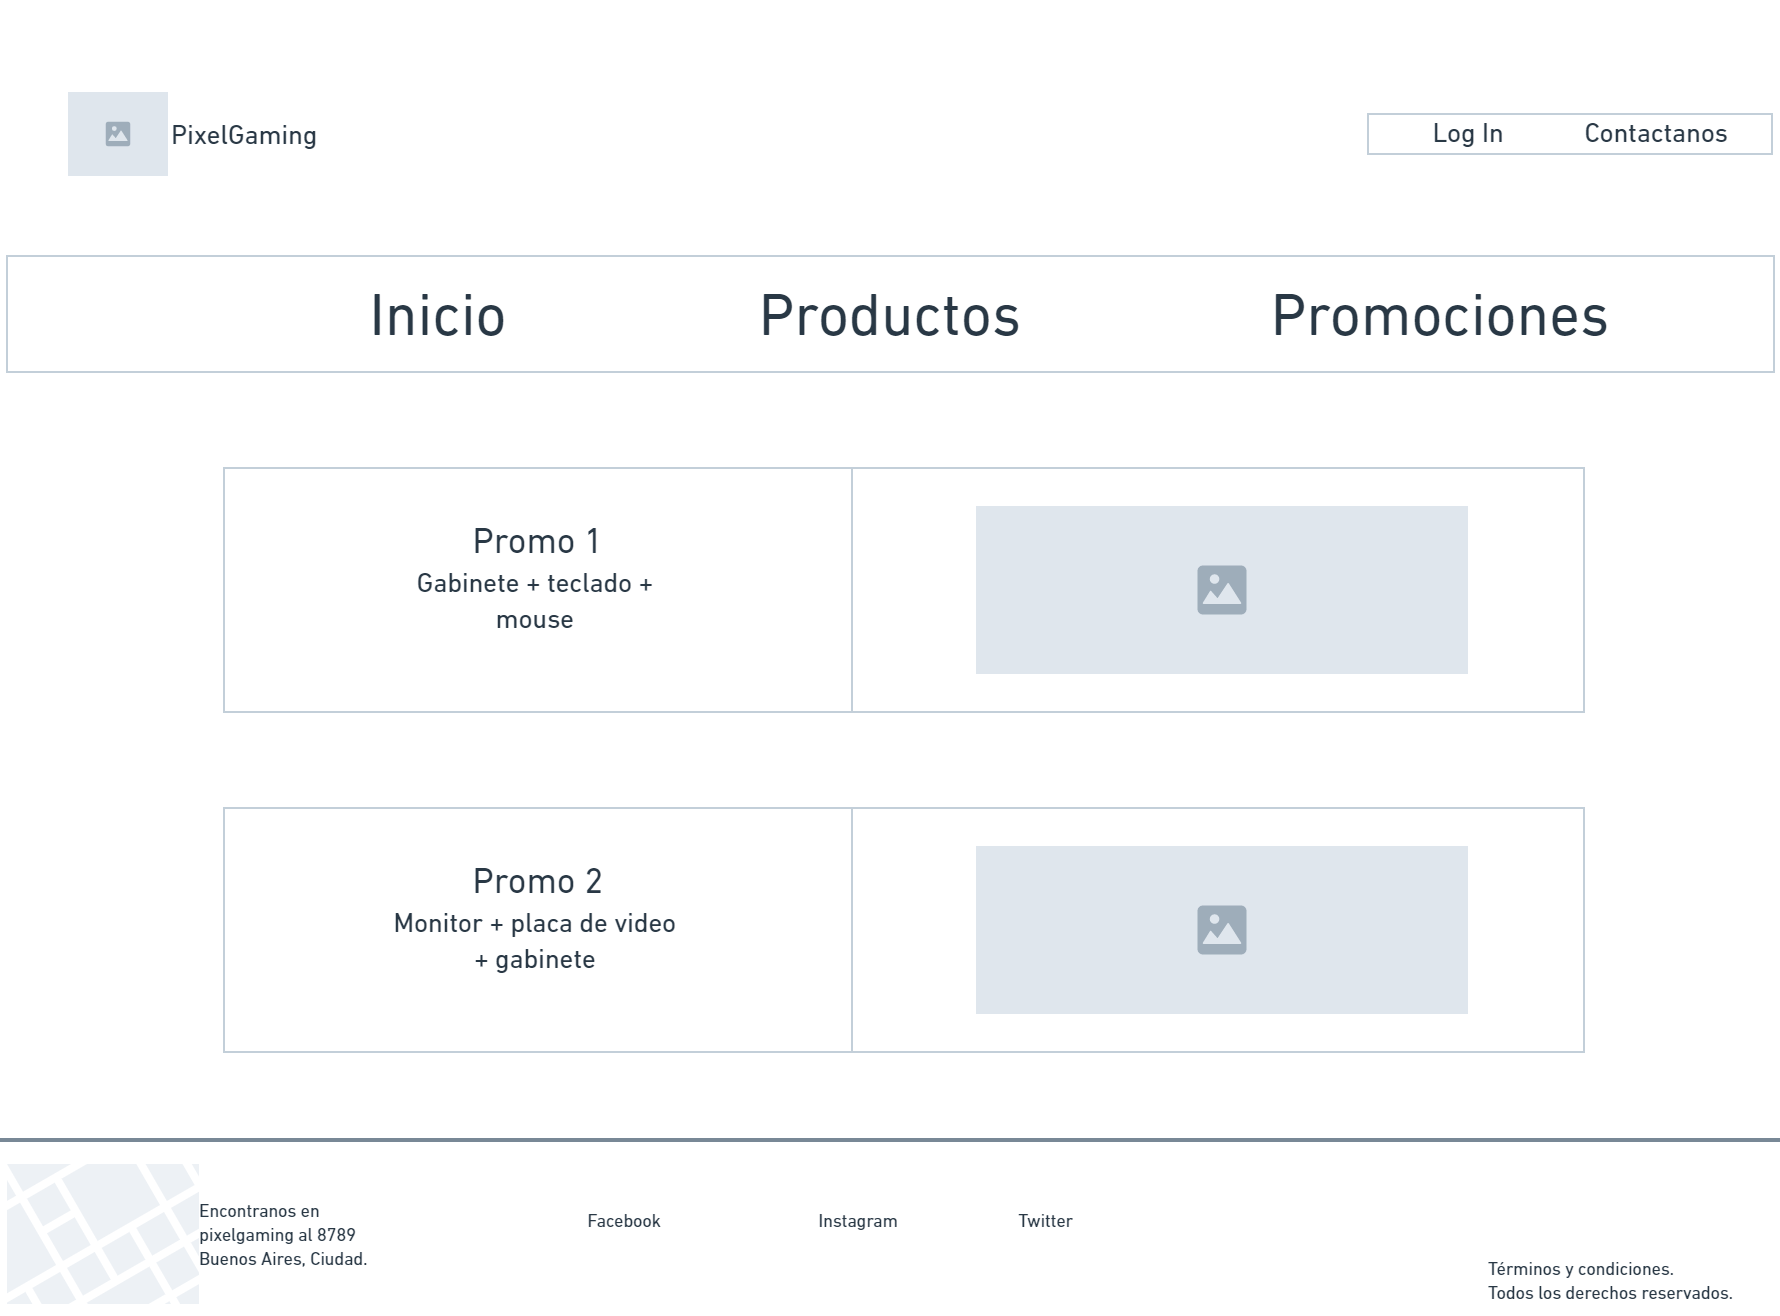 PixelGaming
Log In
Contactanos
Inicio
Productos
Promociones
Promo 1
Gabinete + teclado +
mouse
Promo 2
Monitor + placa de video
+ gabinete
Encontranos en
pixelgaming al 8789
Buenos Aires, Ciudad.
Facebook
Instagram
Twitter
Términos y condiciones.
Todos los derechos reservados.